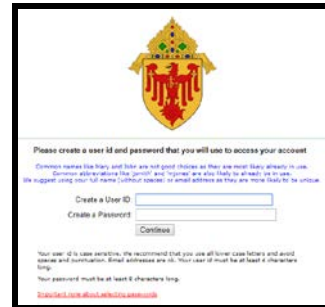 Please create a user id and password that you will use to access your account
Common names like Mary and John are not good choices as they are most likely already in use.
Common abbreviations like 'jsmith' and 'mjones' are also likely to already be in use.
We suggest using your full name (without spaces) or email address as they are more likely to be unique
Create a User ID
Create a Password
Continue
Your user id is case sensitive. We recommend that you use all lower case letters and avoid
spaces and punctuation. Email addresses are ok. Your user id must be at least 6 characters
long.
Your password must be at least 8 characters long.
Important note about selecting passwords